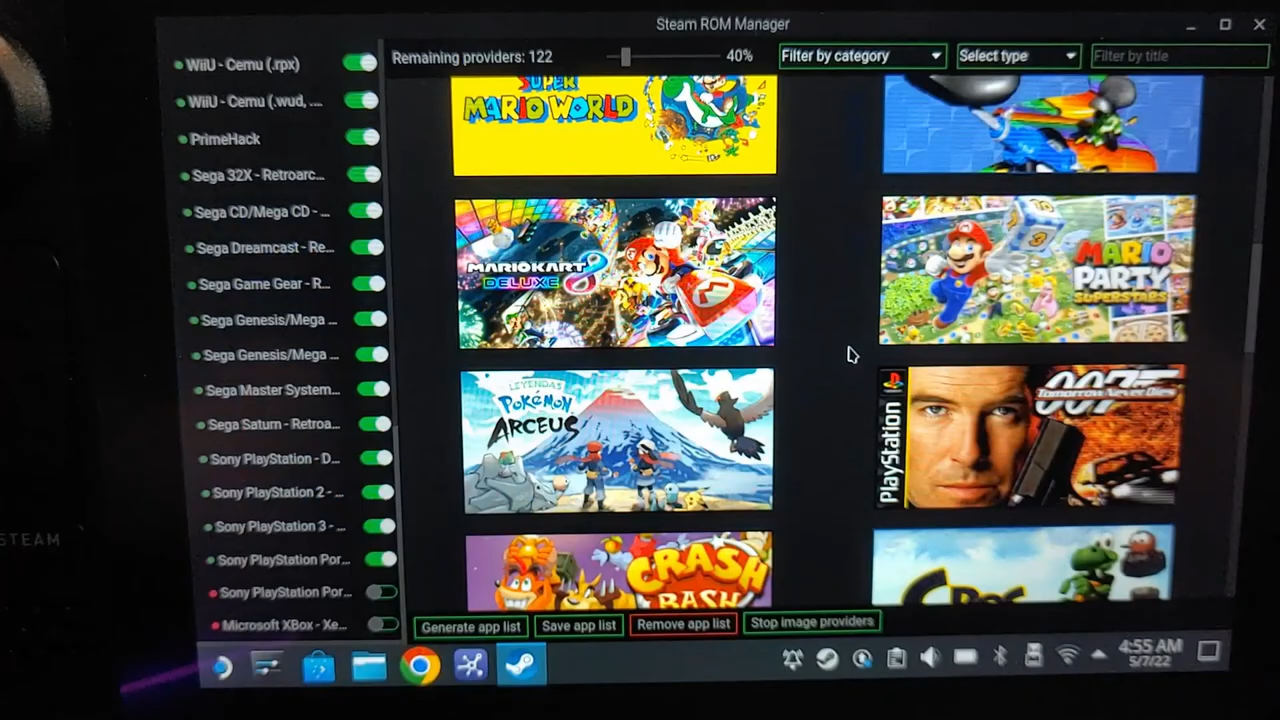 Steam ROM Manager
Remaining providers: 122
40%
Filter by category
Select type
Filter by title
WiiU - Cemu (.rpx)
WiiU - Cemu (.wud, ....
PrimeHack
Sega 32X - Retroarc...
Sega CD/Mega CD - ...
Sega Dreamcast - Re...
Sega Game Gear - R...
Sega Genesis/Mega ...
Sega Genesis/Mega ...
Sega Master System...
Sega Saturn - Retroa...
Sony PlayStation - D...
Sony PlayStation 2 - ...
Sony PlayStation 3 - ...
Sony PlayStation Por...
Sony PlayStation Por...
Microsoft XBox - Xe...
SUPER
MARIO WORLD
MARIOKART 8
DELUXE
MARIO
PARTY
SUPERSTARS
LEYENDAS
POKÉMON
ARCEUS
PlayStation
007
Tomorrow Never Dies
CRASH
BASH
CROC
Generate app list
Save app list
Remove app list
Stop image providers
4:55 AM
5/7/22
STEAM